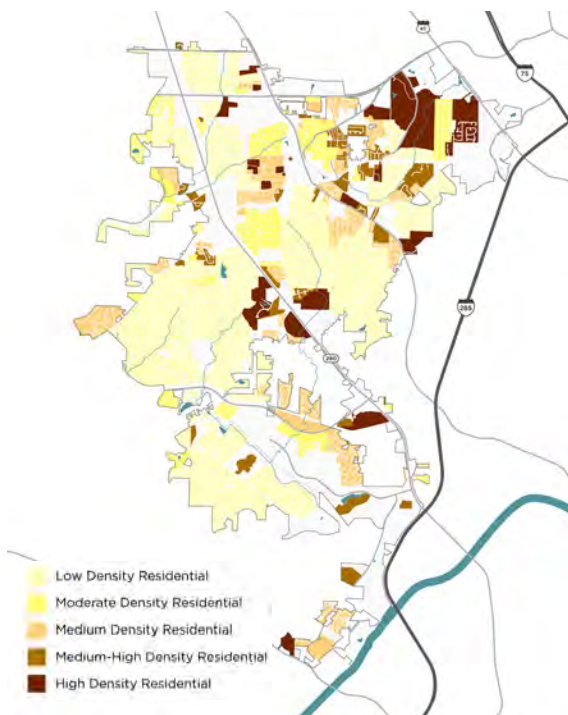 41
75
285
280
Low Density Residential
Moderate Density Residential
Medium Density Residential
Medium-High Density Residential
High Density Residential